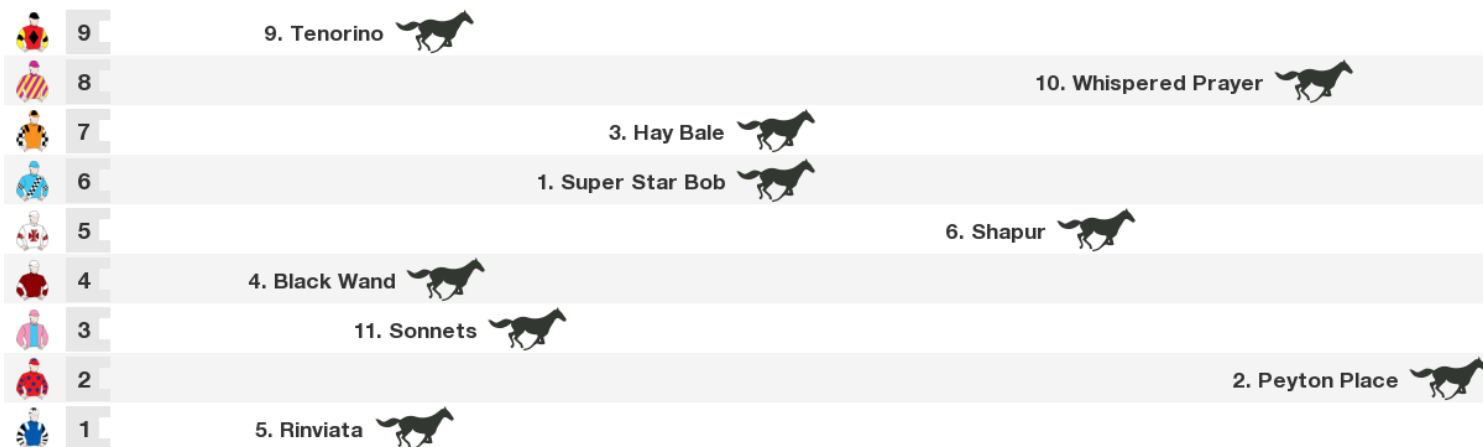 9 9. Tenorino
8 10. Whispered Prayer
7 3. Hay Bale
6 1. Super Star Bob
5 6. Shapur
4 4. Black Wand
3 11. Sonnets
2 2. Peyton Place
1 5. Rinviata